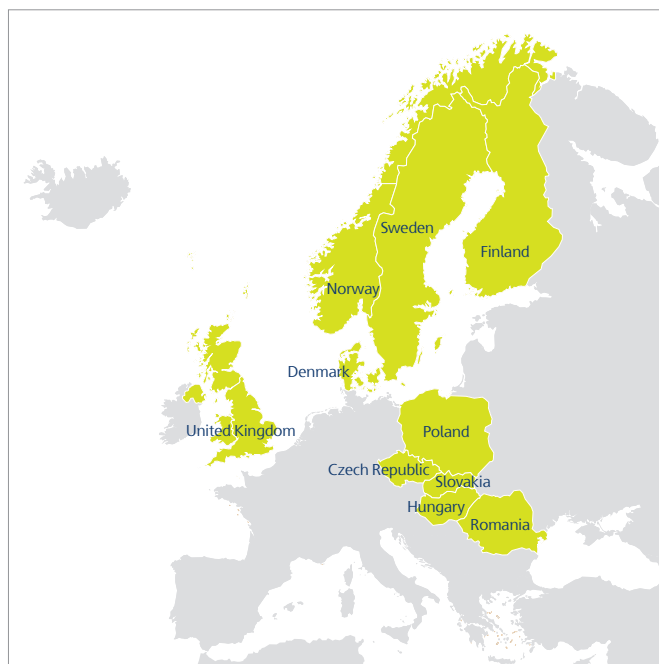 Sweden
Finland
Norway
Denmark
United Kingdom
Poland
Czech Republic
Slovakia
Hungary
Romania